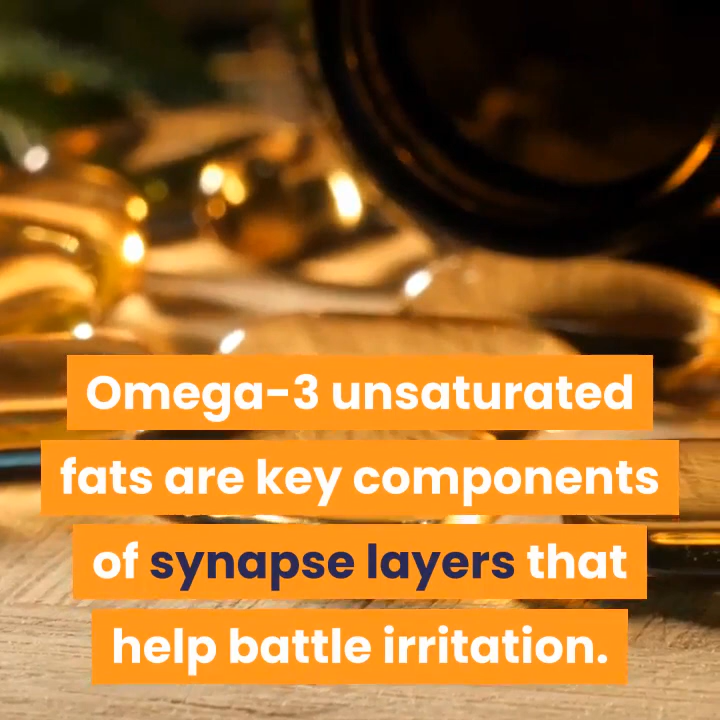 Omega-3 unsaturated
fats are key components
of synapse layers that
help battle irritation.